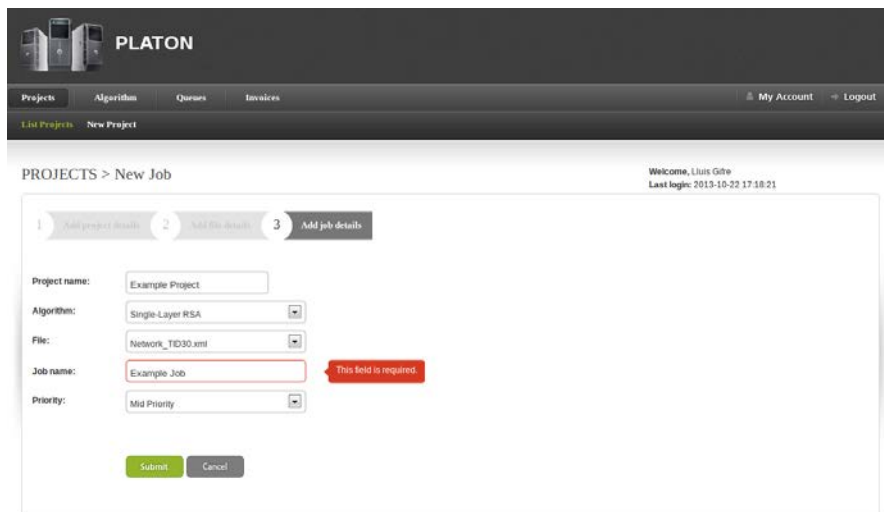 PLATON
Projects Algorithm Queues Invoices My Account Logout
List Projects New Project
PROJECTS > New Job
Welcome, Lluis Gifre
Last login: 2013-10-22 17:18:21
1 Add project details 2 Add file details 3 Add job details
Project name: Example Project
Algorithm: Single-Layer RSA
File: Network_TID30.xml
Job name: Example Job This field is required.
Priority: Mid Priority
Submit Cancel